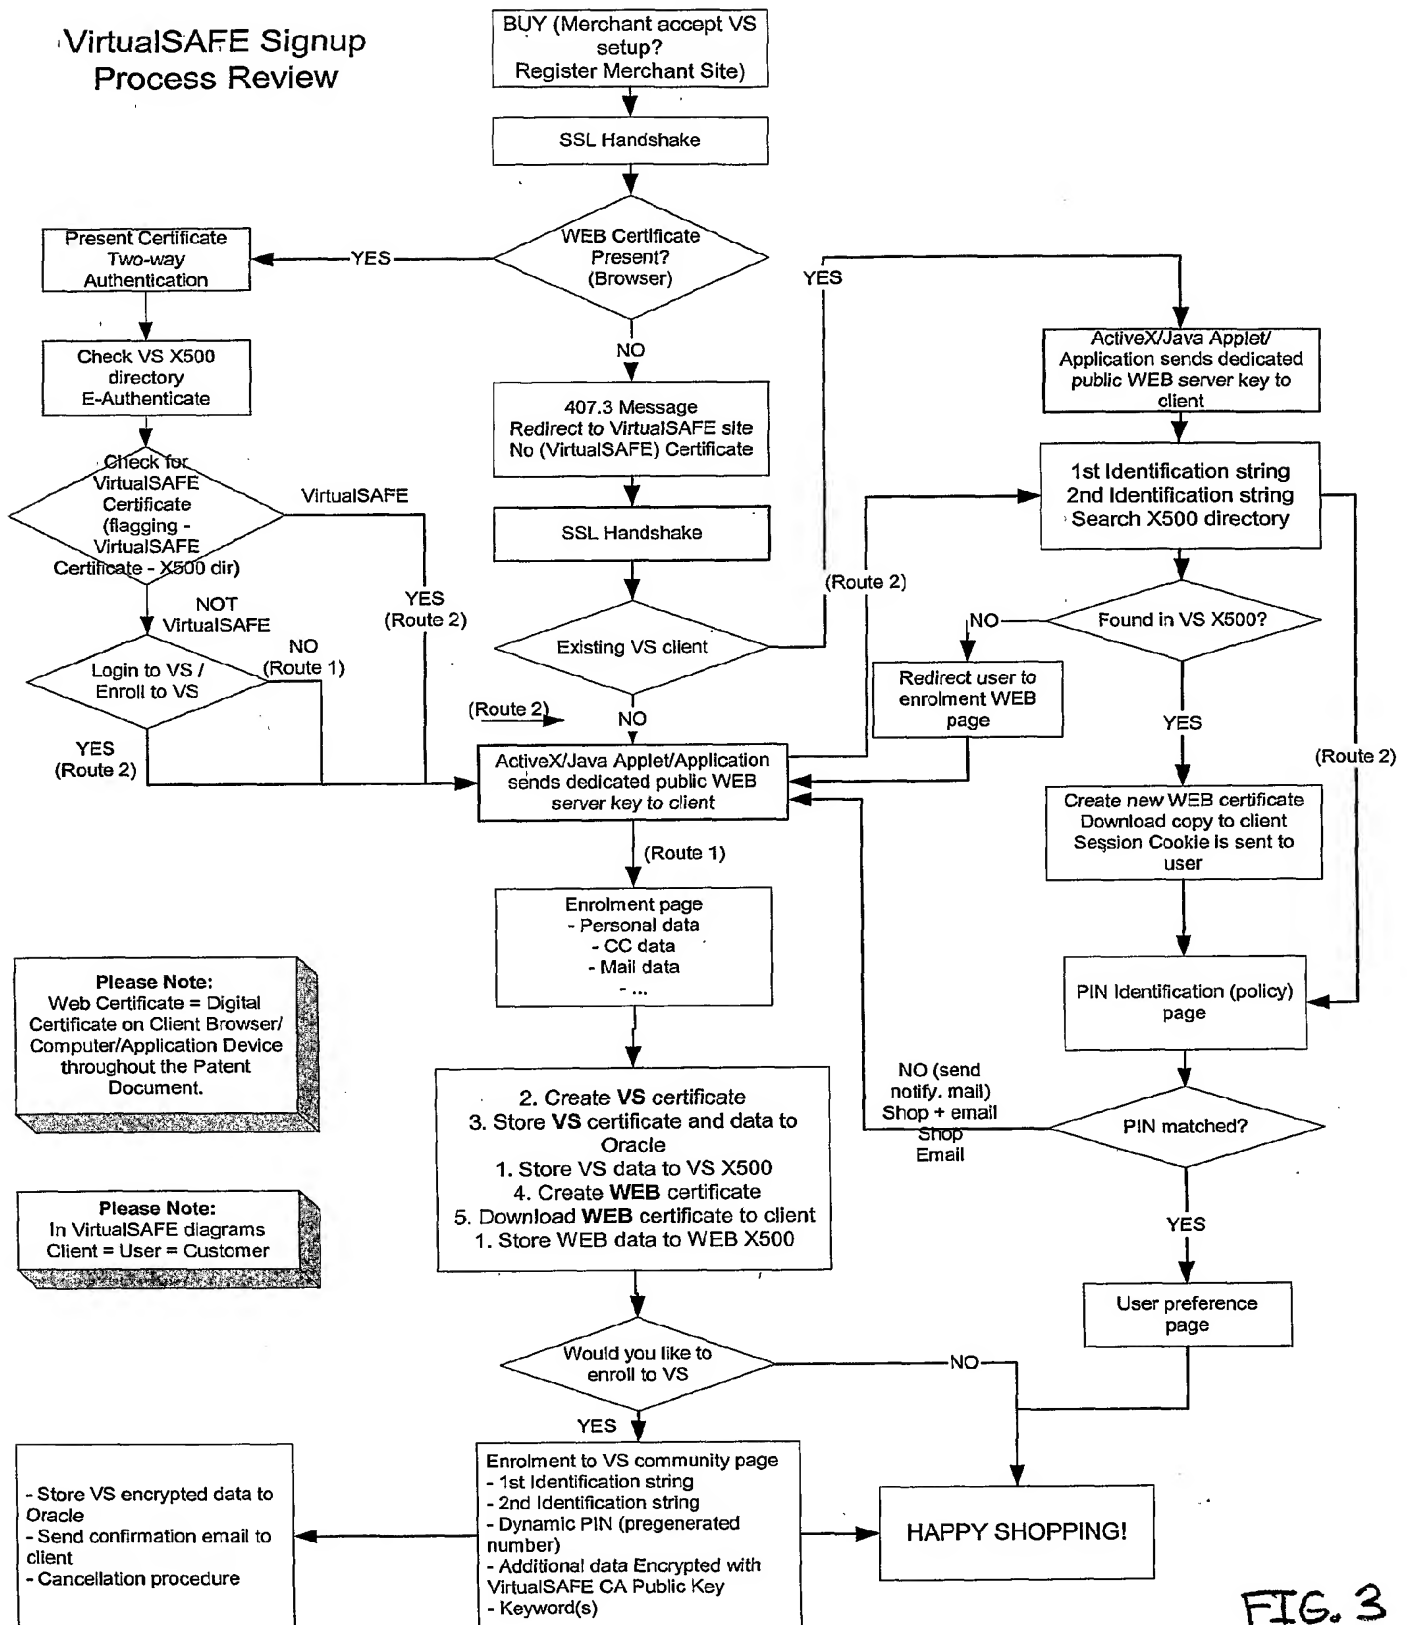 VirtualSAFE Signup
Process Review
BUY (Merchant accept VS
setup?
Register Merchant Site)
SSL Handshake
WEB Certificate
Present?
(Browser)
YES
Present Certificate
Two-way
Authentication
Check VS X500
directory
E-Authenticate
Check for
VirtualSAFE
Certificate
(flagging -
VirtualSAFE
Certificate - X500 dir)
VirtualSAFE
YES
(Route 2)
NOT
VirtualSAFE
Login to VS /
Enroll to VS
NO
(Route 1)
YES
(Route 2)
NO
407.3 Message
Redirect to VirtualSAFE site
No (VirtualSAFE) Certificate
SSL Handshake
Existing VS client
YES
NO
(Route 2)
ActiveX/Java Applet/Application
sends dedicated public WEB
server key to client
(Route 1)
(Route 2)
ActiveX/Java Applet/
Application sends dedicated
public WEB server key to
client
1st Identification string
2nd Identification string
Search X500 directory
Found in VS X500?
NO
Redirect user to
enrolment WEB
page
YES
(Route 2)
Create new WEB certificate
Download copy to client
Session Cookie is sent to
user
PIN Identification (policy)
page
PIN matched?
NO (send
notify. mail)
Shop + email
Shop
Email
YES
User preference
page
Enrolment page
- Personal data
- CC data
- Mail data
- ...
Please Note:
Web Certificate = Digital
Certificate on Client Browser/
Computer/Application Device
throughout the Patent
Document.
Please Note:
In VirtualSAFE diagrams
Client = User = Customer
2. Create VS certificate
3. Store VS certificate and data to
Oracle
1. Store VS data to VS X500
4. Create WEB certificate
5. Download WEB certificate to client
1. Store WEB data to WEB X500
Would you like to
enroll to VS
NO
YES
- Store VS encrypted data to
Oracle
- Send confirmation email to
client
- Cancellation procedure
Enrolment to VS community page
- 1st Identification string
- 2nd Identification string
- Dynamic PIN (pregenerated
number)
- Additional data Encrypted with
VirtualSAFE CA Public Key
- Keyword(s)
HAPPY SHOPPING!
FIG. 3